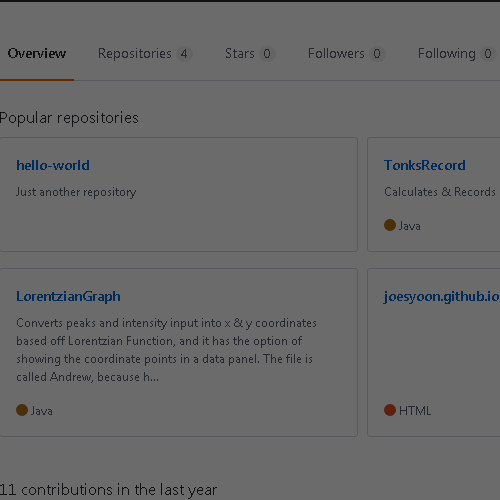 Overview Repositories 4 Stars 0 Followers 0 Following 0
Popular repositories
hello-world
Just another repository
TonksRecord
Calculates & Records
Java
LorentzianGraph
Converts peaks and intensity input into x & y coordinates
based off Lorentzian Function, and it has the option of
showing the coordinate points in a data panel. The file is
called Andrew, because h...
Java
joesyoon.github.io
HTML
11 contributions in the last year